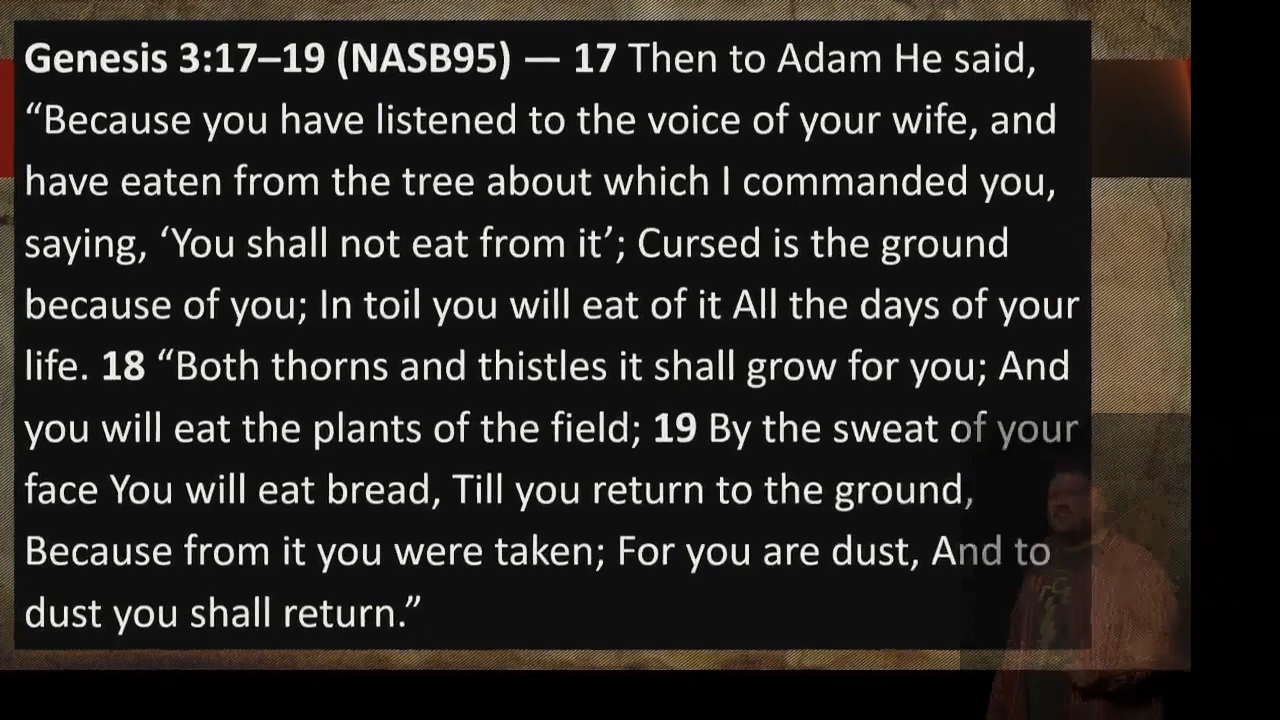 Genesis 3:17–19 (NASB95) — 17 Then to Adam He said,
“Because you have listened to the voice of your wife, and
have eaten from the tree about which I commanded you,
saying, ‘You shall not eat from it’; Cursed is the ground
because of you; In toil you will eat of it All the days of your
life. 18 “Both thorns and thistles it shall grow for you; And
you will eat the plants of the field; 19 By the sweat of your
face You will eat bread, Till you return to the ground,
Because from it you were taken; For you are dust, And to
dust you shall return.”